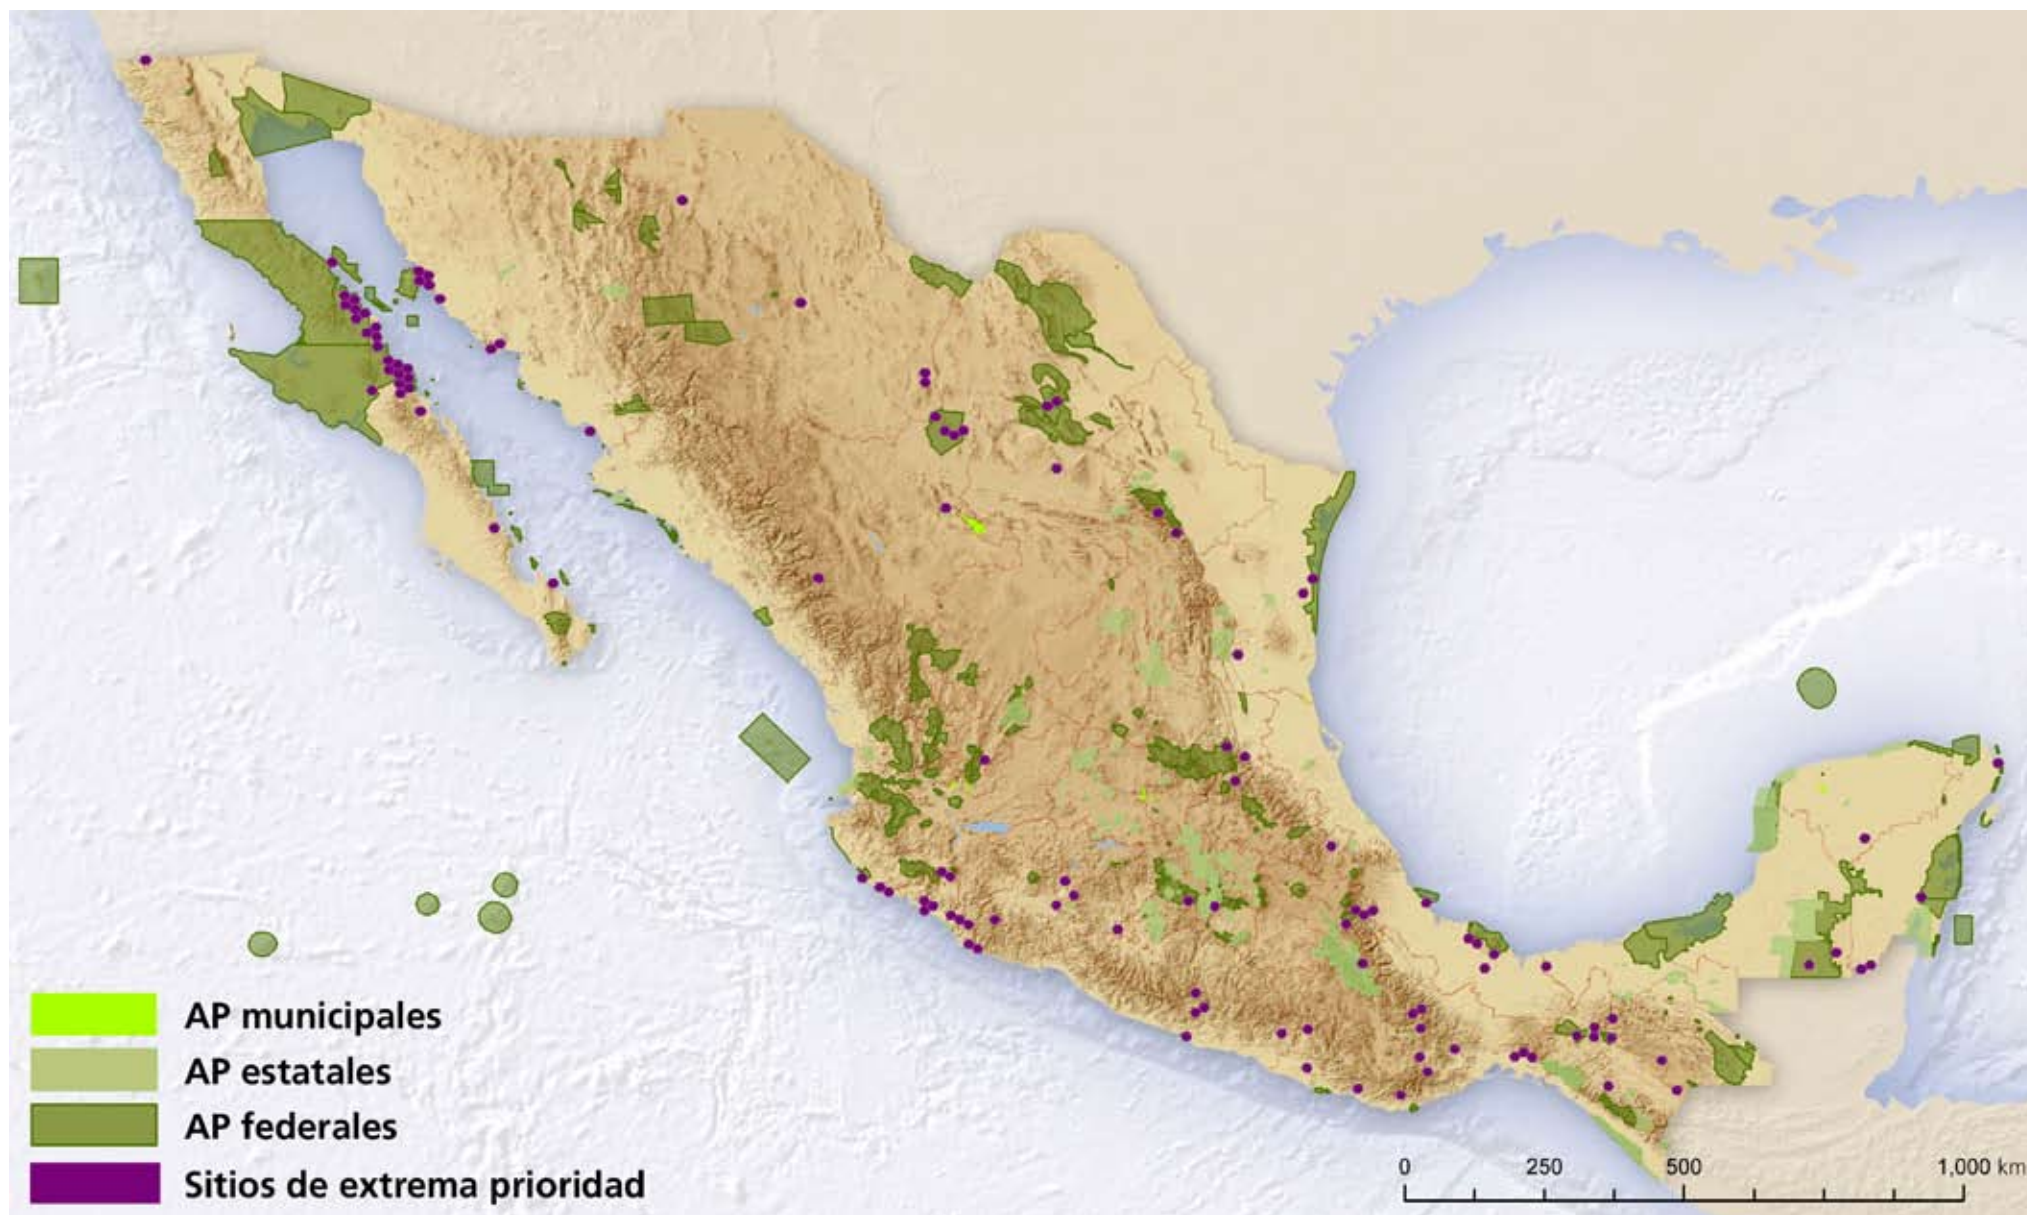 AP municipales
AP estatales
AP federales
Sitios de extrema prioridad
0 250 500 1,000 km